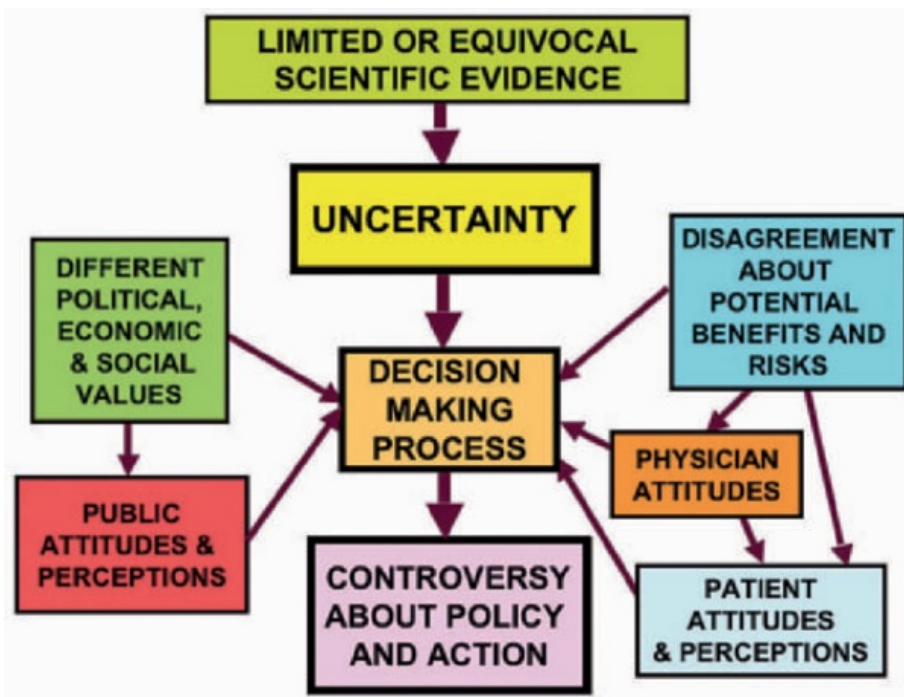 LIMITED OR EQUIVOCAL
SCIENTIFIC EVIDENCE
UNCERTAINTY
DIFFERENT
POLITICAL,
ECONOMIC
& SOCIAL
VALUES
DISAGREEMENT
ABOUT
POTENTIAL
BENEFITS AND
RISKS
DECISION
MAKING
PROCESS
PHYSICIAN
ATTITUDES
PUBLIC
ATTITUDES &
PERCEPTIONS
CONTROVERSY
ABOUT POLICY
AND ACTION
PATIENT
ATTITUDES
& PERCEPTIONS